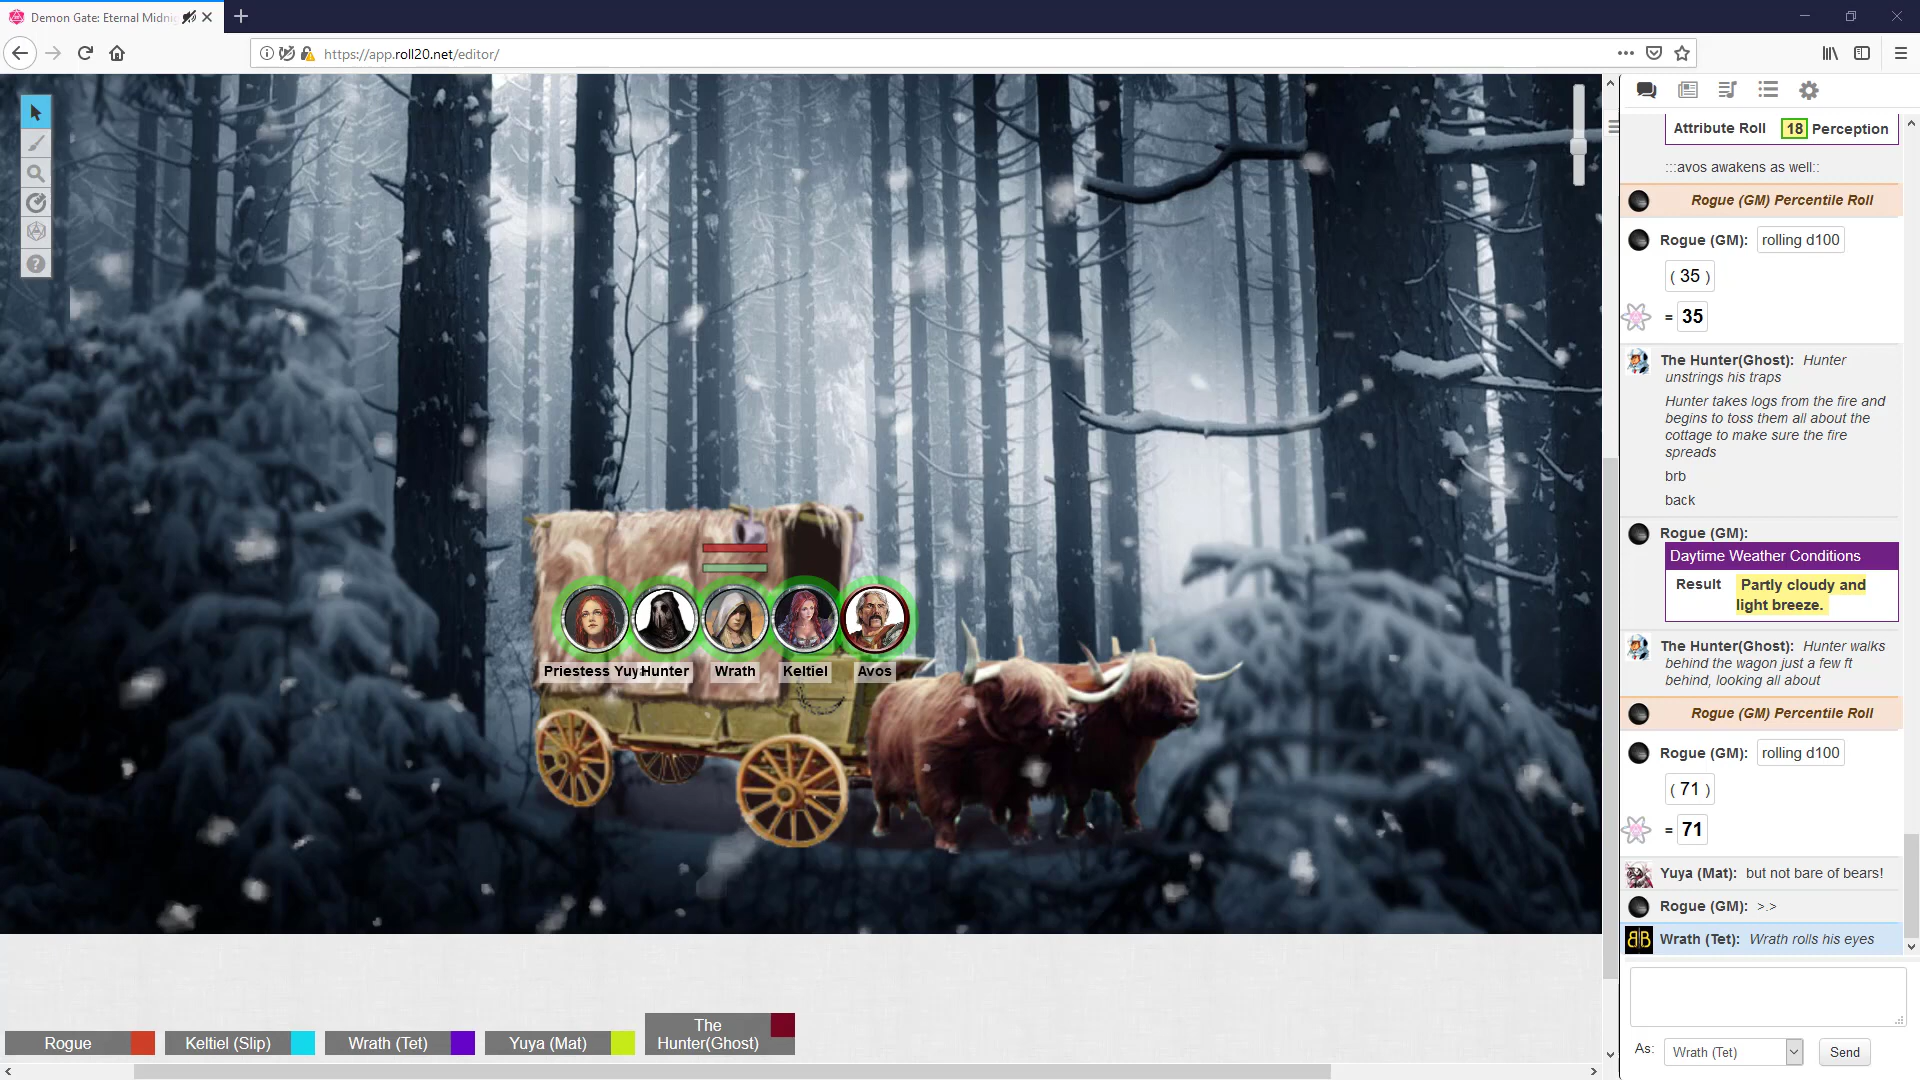 Demon Gate: Eternal Midni
https://app.roll20.net/editor/
Attribute Roll 18 Perception
:::avos awakens as well::
Rogue (GM) Percentile Roll
Rogue (GM): rolling d100
( 35 )
= 35
The Hunter(Ghost): Hunter
unstrings his traps
Hunter takes logs from the fire and
begins to toss them all about the
cottage to make sure the fire
spreads
brb
back
Rogue (GM):
Daytime Weather Conditions
Result Partly cloudy and
light breeze.
The Hunter(Ghost): Hunter walks
behind the wagon just a few ft
behind, looking all about
Rogue (GM) Percentile Roll
Rogue (GM): rolling d100
( 71 )
= 71
Yuya (Mat): but not bare of bears!
Rogue (GM): >.>
Wrath (Tet): Wrath rolls his eyes
As: Wrath (Tet) Send
Priestess Yuy Hunter Wrath Keltiel Avos
Rogue
Keltiel (Slip)
Wrath (Tet)
Yuya (Mat)
The
Hunter(Ghost)